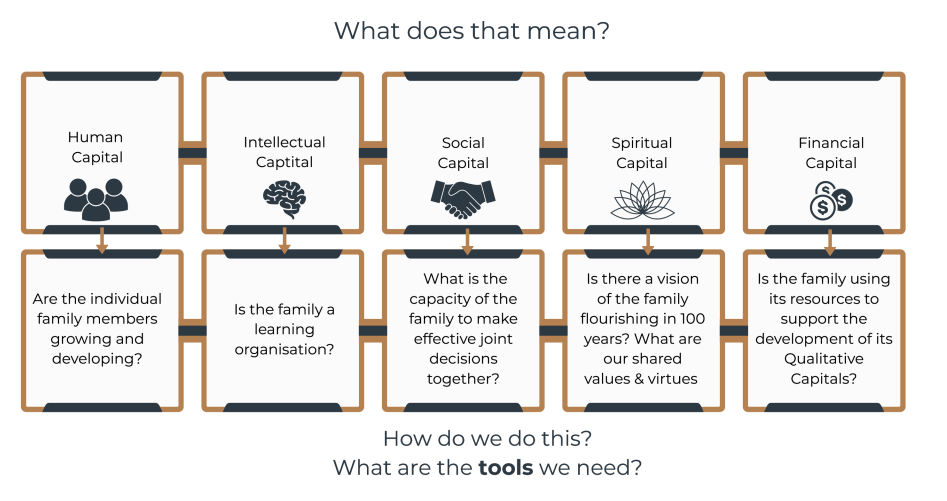 What does that mean?
Human
Capital
Intellectual
Captital
Social
Capital
Spiritual
Capital
Financial
Capital
Are the individual
family members
growing and
developing?
Is the family a
learning
organisation?
What is the
capacity of the
family to make
effective joint
decisions
together?
Is there a vision
of the family
flourishing in 100
years? What are
our shared
values & virtues
Is the family using
its resources to
support the
development of its
Qualitative
Capitals?
How do we do this?
What are the tools we need?